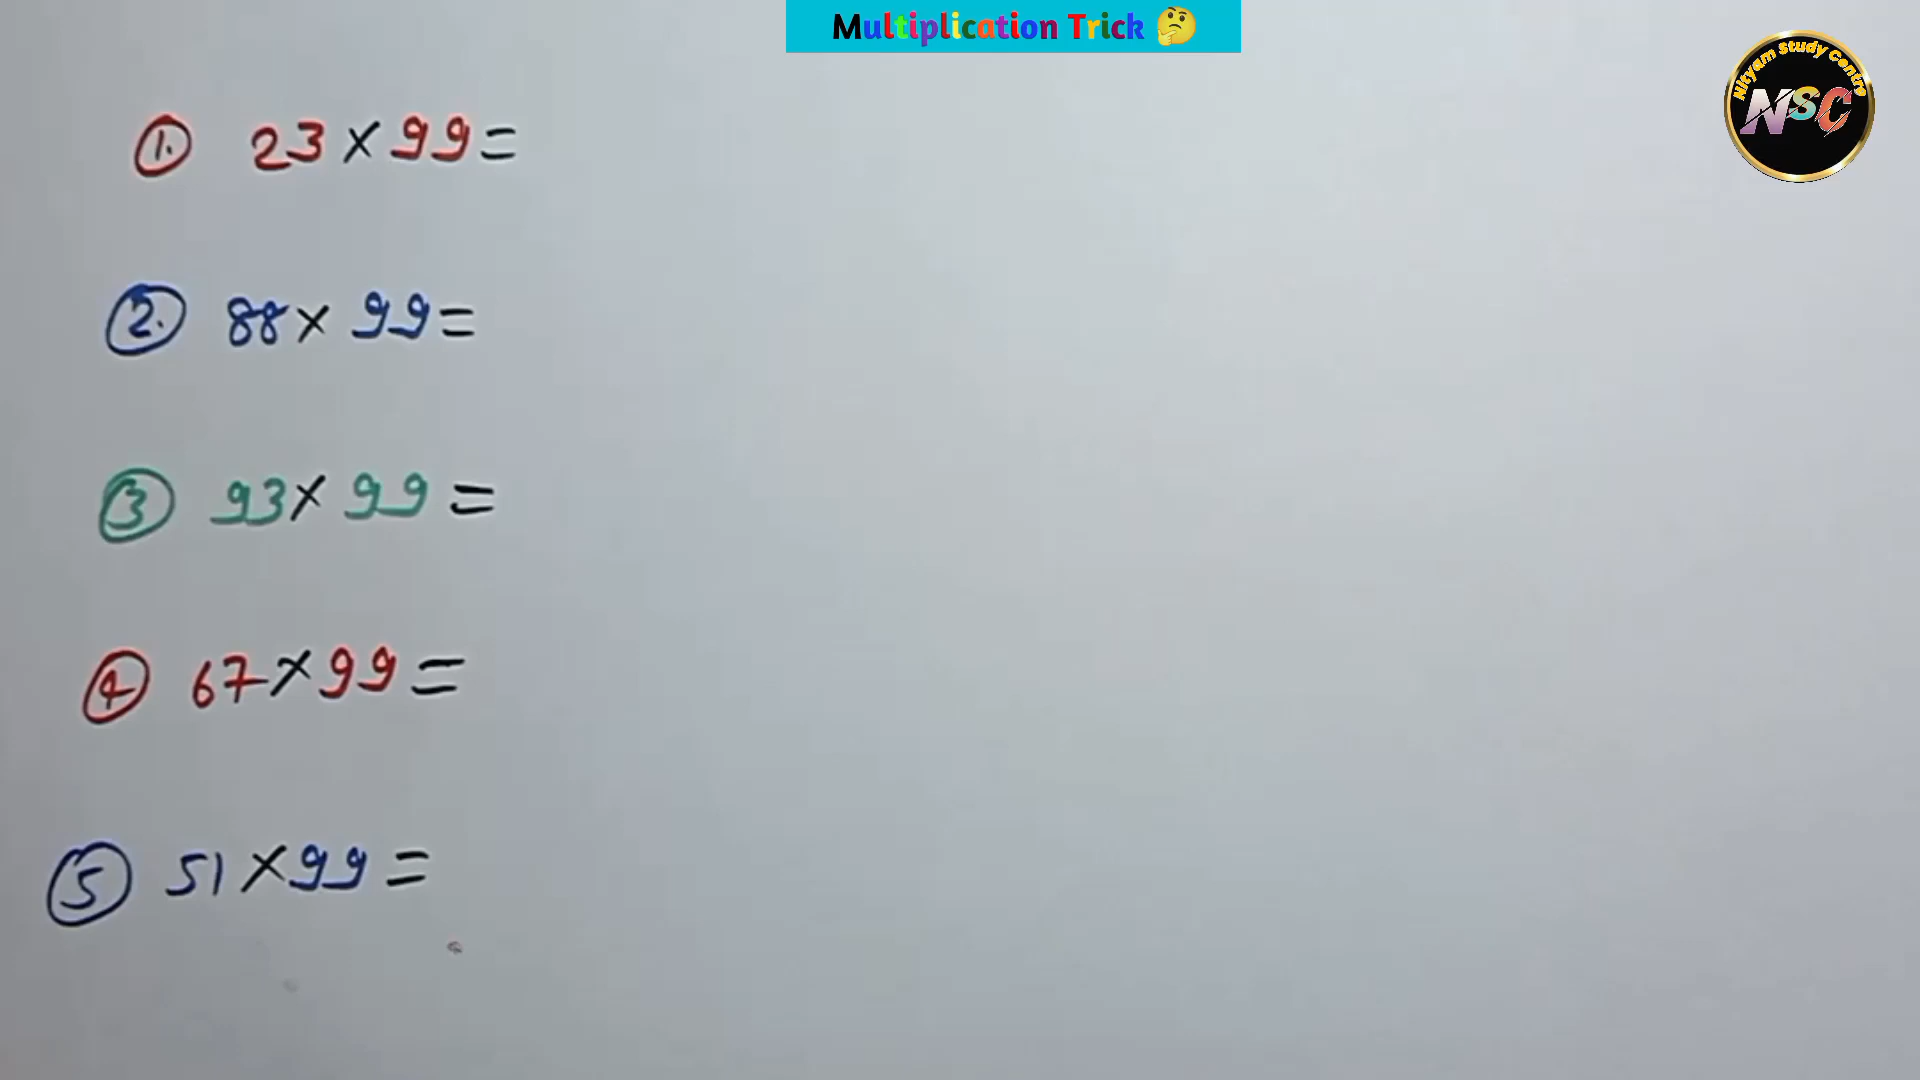 Multiplication Trick 🤔
Nityam Study Centre
NSC
1. 23 × 99 =
2. 88 × 99 =
3 93 × 99 =
4 67 × 99 =
5 51 × 99 =